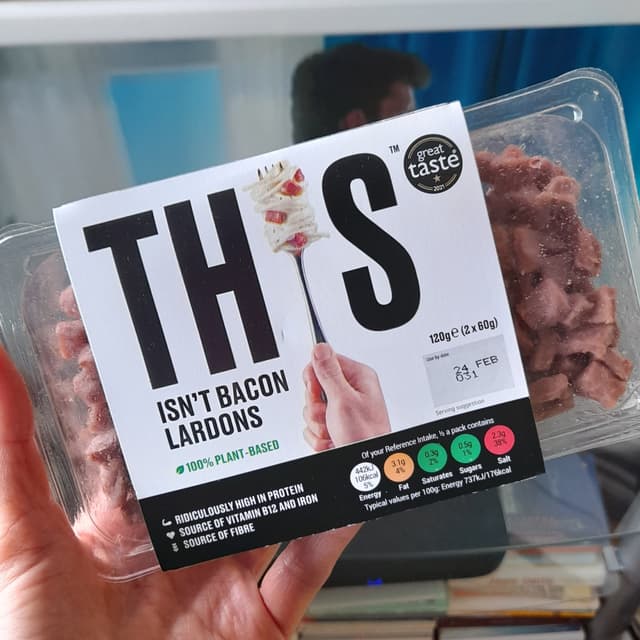 THIS™
great
taste
2021
ISN'T BACON
LARDONS
100% PLANT-BASED
120g e (2 x 60g)
Use by date:
24 FEB
031
Serving suggestion
RIDICULOUSLY HIGH IN PROTEIN
SOURCE OF VITAMIN B12 AND IRON
SOURCE OF FIBRE
Of your Reference Intake, ½ a pack contains
442kJ
106kcal
5%
Energy
3.1g
4%
Fat
0.3g
2%
Saturates
0.5g
1%
Sugars
2.3g
38%
Salt
Typical values per 100g: Energy 737kJ/176kcal